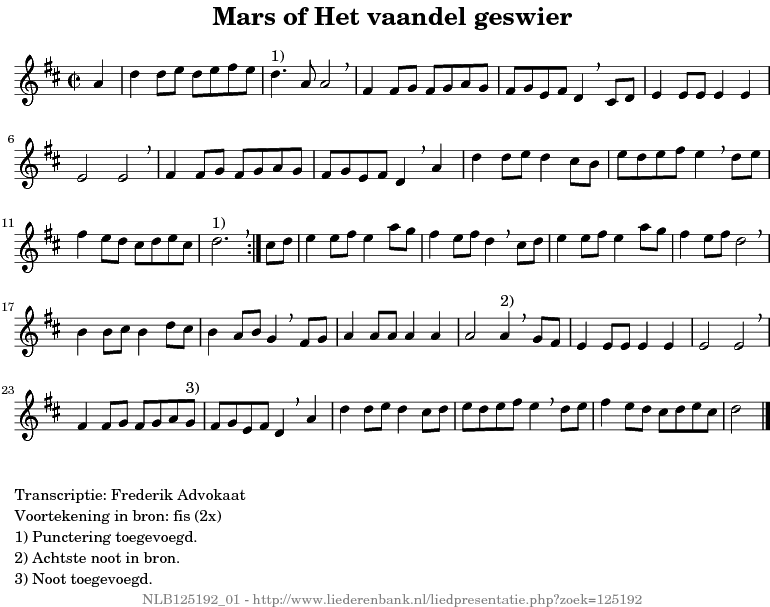 Mars of Het vaandel geswier
1)
6
11
1)
17
2)
23
3)
Transcriptie: Frederik Advokaat
Voortekening in bron: fis (2x)
1) Punctering toegevoegd.
2) Achtste noot in bron.
3) Noot toegevoegd.
NLB125192_01 - http://www.liederenbank.nl/liedpresentatie.php?zoek=125192